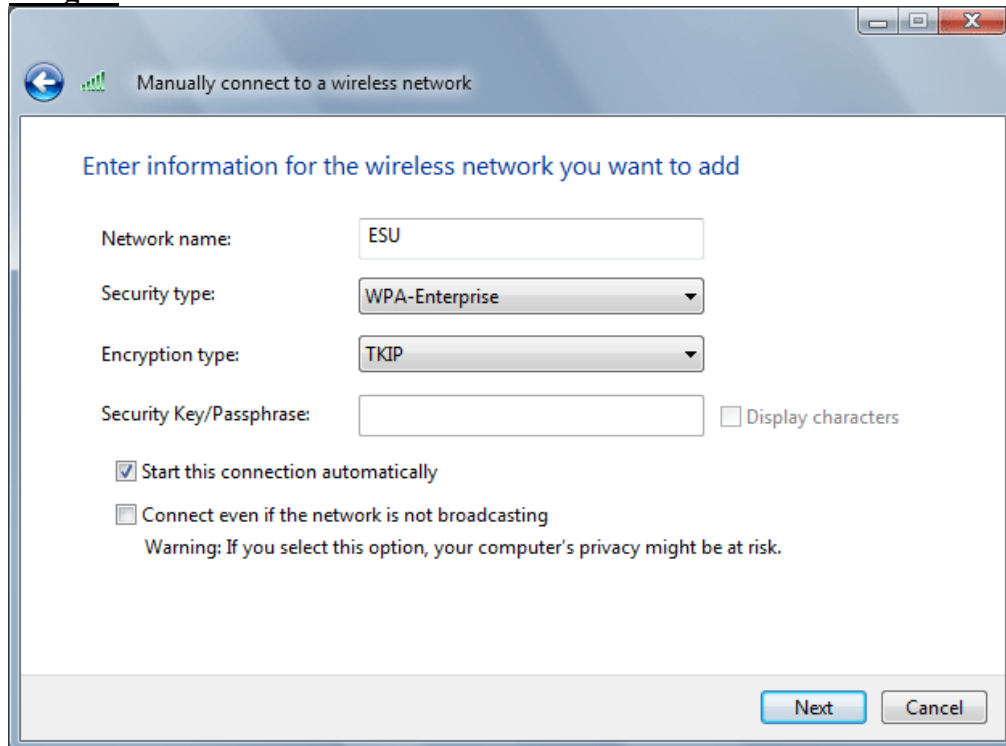 Manually connect to a wireless network
Enter information for the wireless network you want to add
Network name: ESU
Security type: WPA-Enterprise
Encryption type: TKIP
Security Key/Passphrase: Display characters
Start this connection automatically
Connect even if the network is not broadcasting
Warning: If you select this option, your computer's privacy might be at risk.
Next Cancel